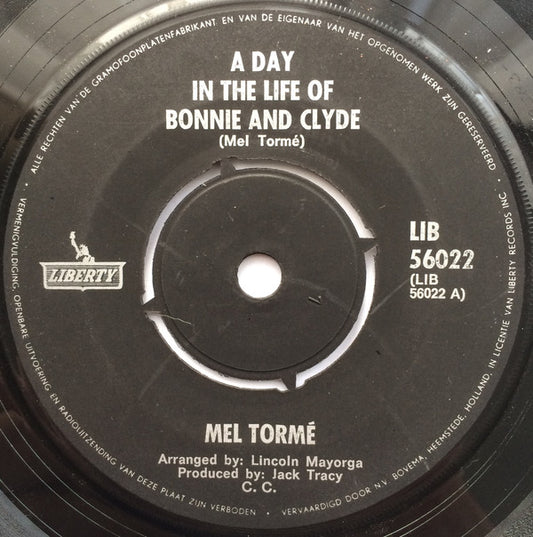 A DAY
IN THE LIFE OF
BONNIE AND CLYDE
(Mel Tormé)
LIBERTY
LIB
56022
(LIB
56022 A)
MEL TORMÉ
Arranged by: Lincoln Mayorga
Produced by: Jack Tracy
C. C.
ALLE RECHTEN VAN DE GRAMOFOONPLATENFABRIKANT EN VAN DE EIGENAAR VAN HET OPGENOMEN WERK ZIJN GERESERVEERD
VERMENIGVULDIGING, OPENBARE UITVOERING EN RADIOUITZENDING VAN DEZE PLAAT ZIJN VERBODEN • VERVAARDIGD DOOR N.V. BOVEMA, HEEMSTEDE, HOLLAND, IN LICENTIE VAN LIBERTY RECORDS INC